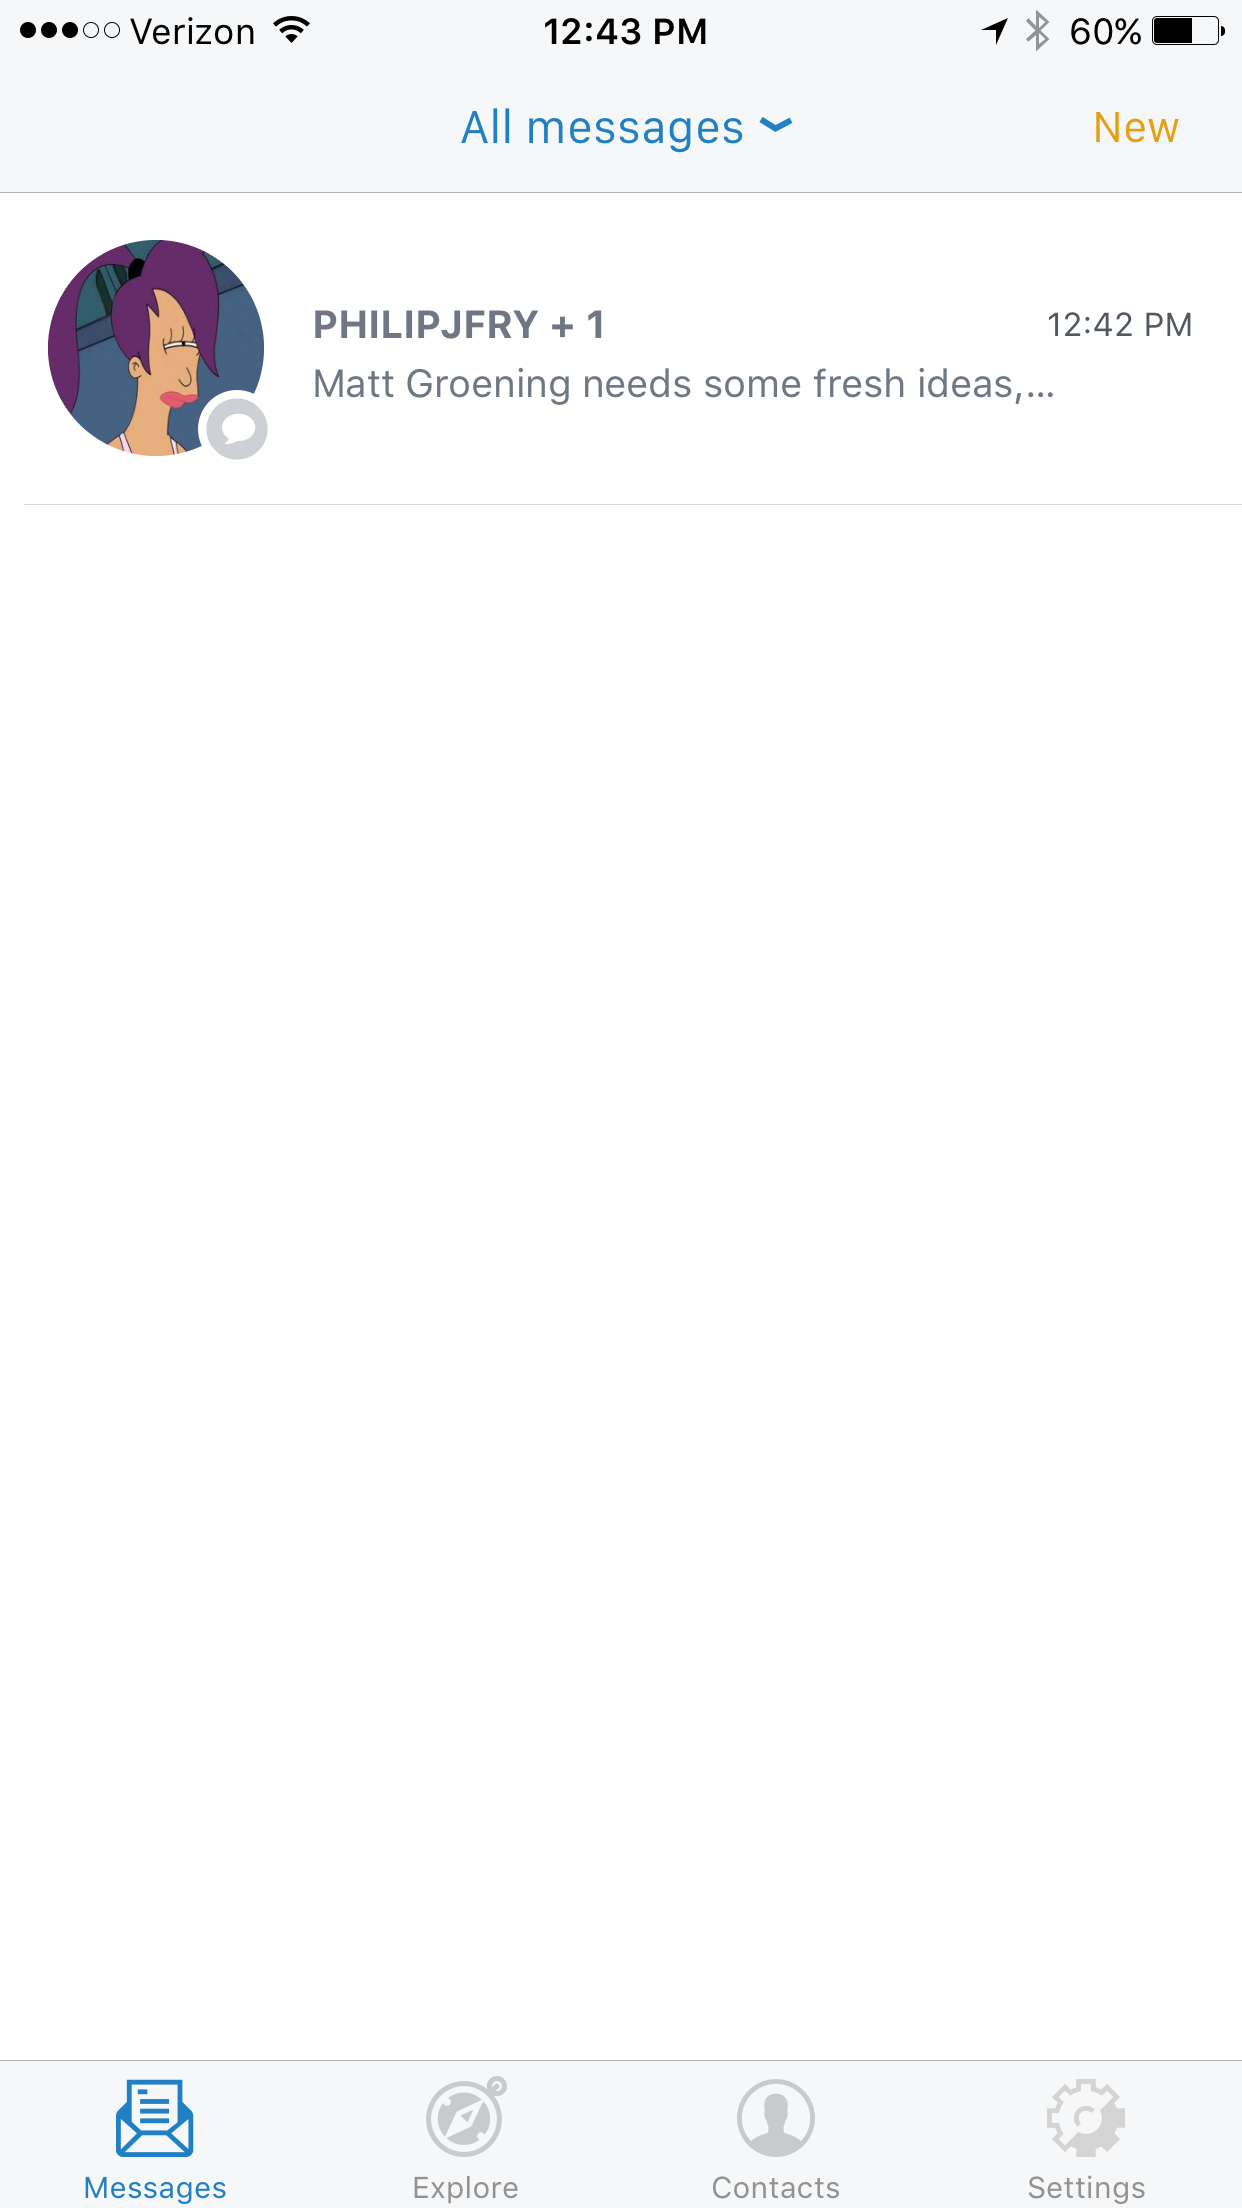 Verizon 12:43 PM 60%
All messages New
PHILIPJFRY + 1 12:42 PM
Matt Groening needs some fresh ideas,...
Messages Explore Contacts Settings